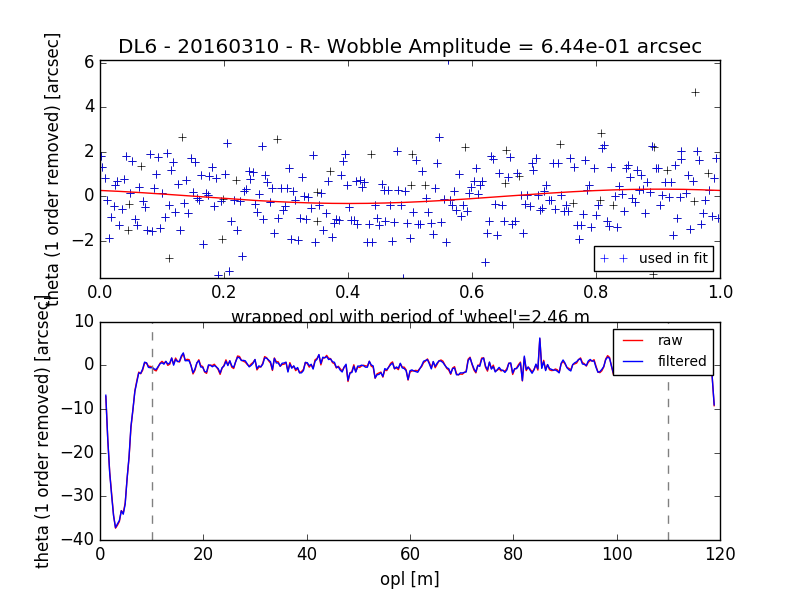 DL6 - 20160310 - R- Wobble Amplitude = 6.44e-01 arcsec
theta (1 order removed) [arcsec]
6
4
2
0
−2
used in fit
0.0 0.2 0.4 0.6 0.8 1.0
wrapped opl with period of 'wheel'=2.46 m
theta (1 order removed) [arcsec]
10
0
−10
−20
−30
−40
raw
filtered
0 20 40 60 80 100 120
opl [m]